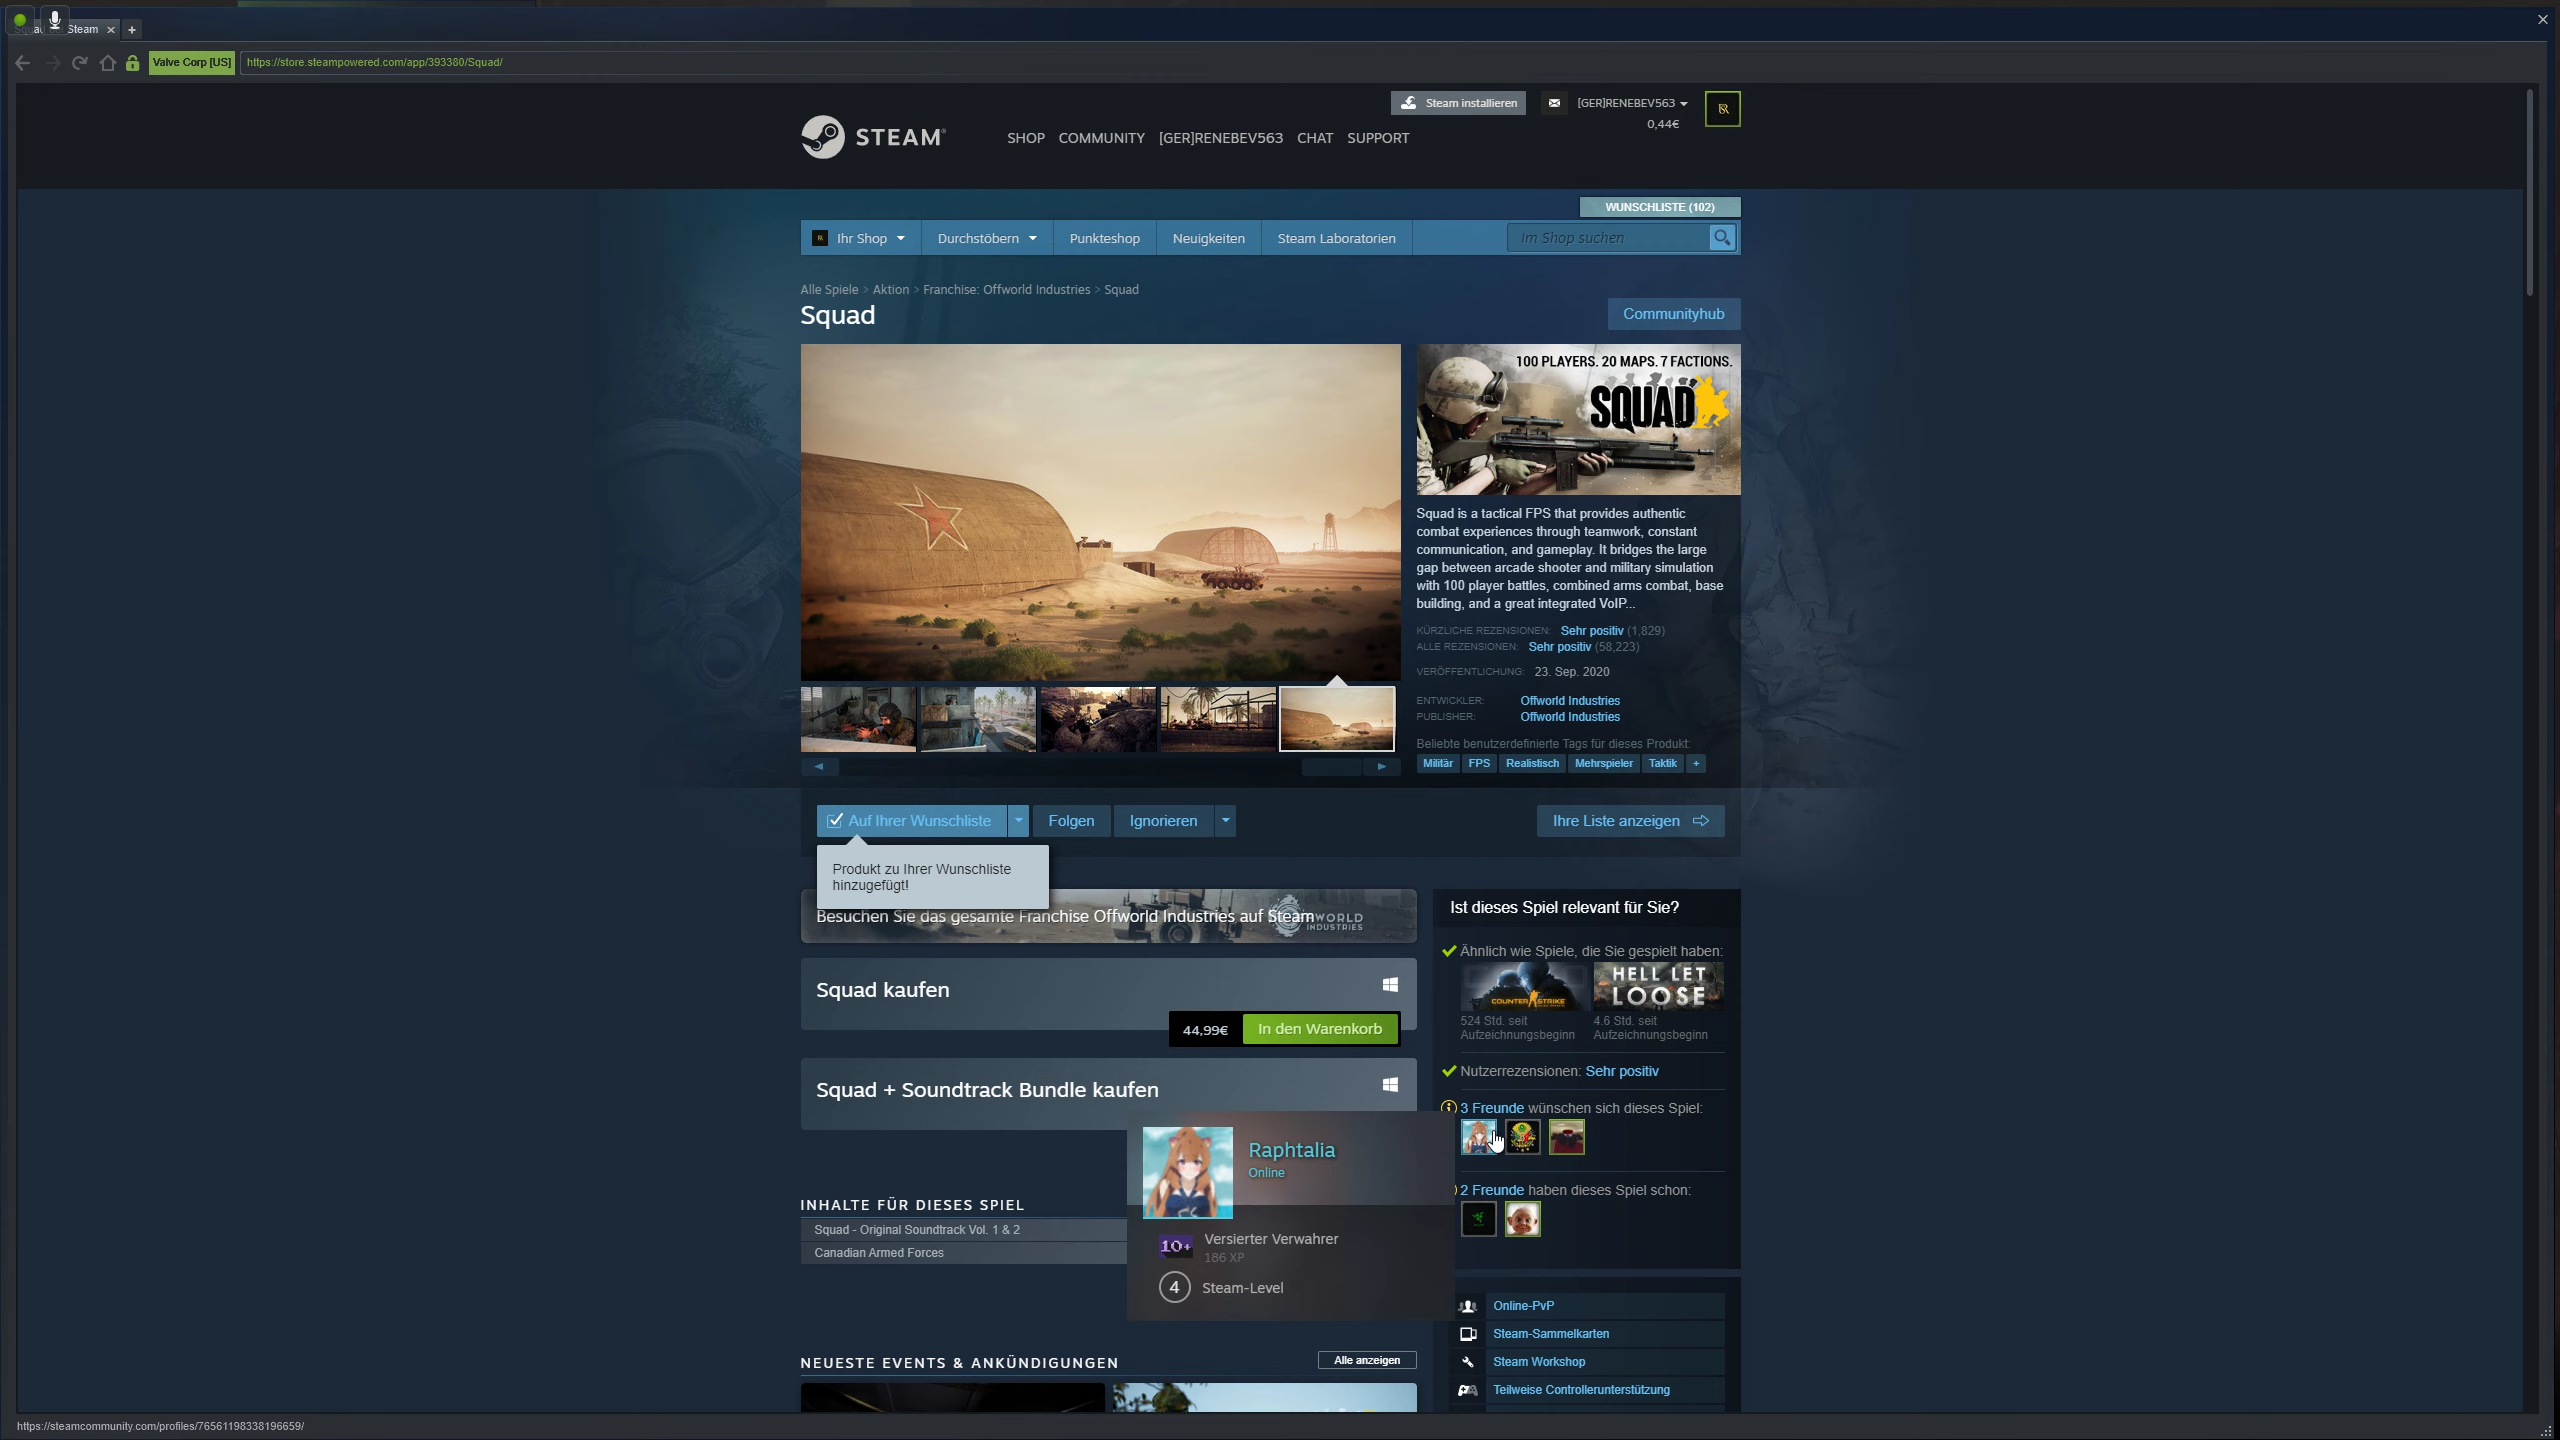 Steam
Valve Corp [US]
https://store.steampowered.com/app/393380/Squad/
Steam installieren
[GER]RENEBEV563
0,44€
STEAM
SHOP COMMUNITY [GER]RENEBEV563 CHAT SUPPORT
WUNSCHLISTE (102)
Ihr Shop Durchstöbern Punkteshop Neuigkeiten Steam Laboratorien Im Shop suchen
Alle Spiele > Aktion > Franchise: Offworld Industries > Squad
Squad
Communityhub
100 PLAYERS. 20 MAPS. 7 FACTIONS.
SQUAD
Squad is a tactical FPS that provides authentic
combat experiences through teamwork, constant
communication, and gameplay. It bridges the large
gap between arcade shooter and military simulation
with 100 player battles, combined arms combat, base
building, and a great integrated VoIP...
KÜRZLICHE REZENSIONEN: Sehr positiv (1,829)
ALLE REZENSIONEN: Sehr positiv (58,223)
VERÖFFENTLICHUNG: 23. Sep. 2020
ENTWICKLER: Offworld Industries
PUBLISHER: Offworld Industries
Beliebte benutzerdefinierte Tags für dieses Produkt:
Militär FPS Realistisch Mehrspieler Taktik +
Auf Ihrer Wunschliste Folgen Ignorieren Ihre Liste anzeigen
Produkt zu Ihrer Wunschliste
hinzugefügt!
Besuchen Sie das gesamte Franchise Offworld Industries auf Steam
WORLD
INDUSTRIES
Squad kaufen
44,99€ In den Warenkorb
Squad + Soundtrack Bundle kaufen
Raphtalia
Online
10+ Versierter Verwahrer
186 XP
4 Steam-Level
INHALTE FÜR DIESES SPIEL
Squad - Original Soundtrack Vol. 1 & 2
Canadian Armed Forces
NEUESTE EVENTS & ANKÜNDIGUNGEN
Alle anzeigen
Ist dieses Spiel relevant für Sie?
Ähnlich wie Spiele, die Sie gespielt haben:
COUNTER STRIKE
HELL LET
LOOSE
524 Std. seit
Aufzeichnungsbeginn
4.6 Std. seit
Aufzeichnungsbeginn
Nutzerrezensionen: Sehr positiv
3 Freunde wünschen sich dieses Spiel:
2 Freunde haben dieses Spiel schon:
Online-PvP
Steam-Sammelkarten
Steam Workshop
Teilweise Controllerunterstützung
https://steamcommunity.com/profiles/76561198338196659/